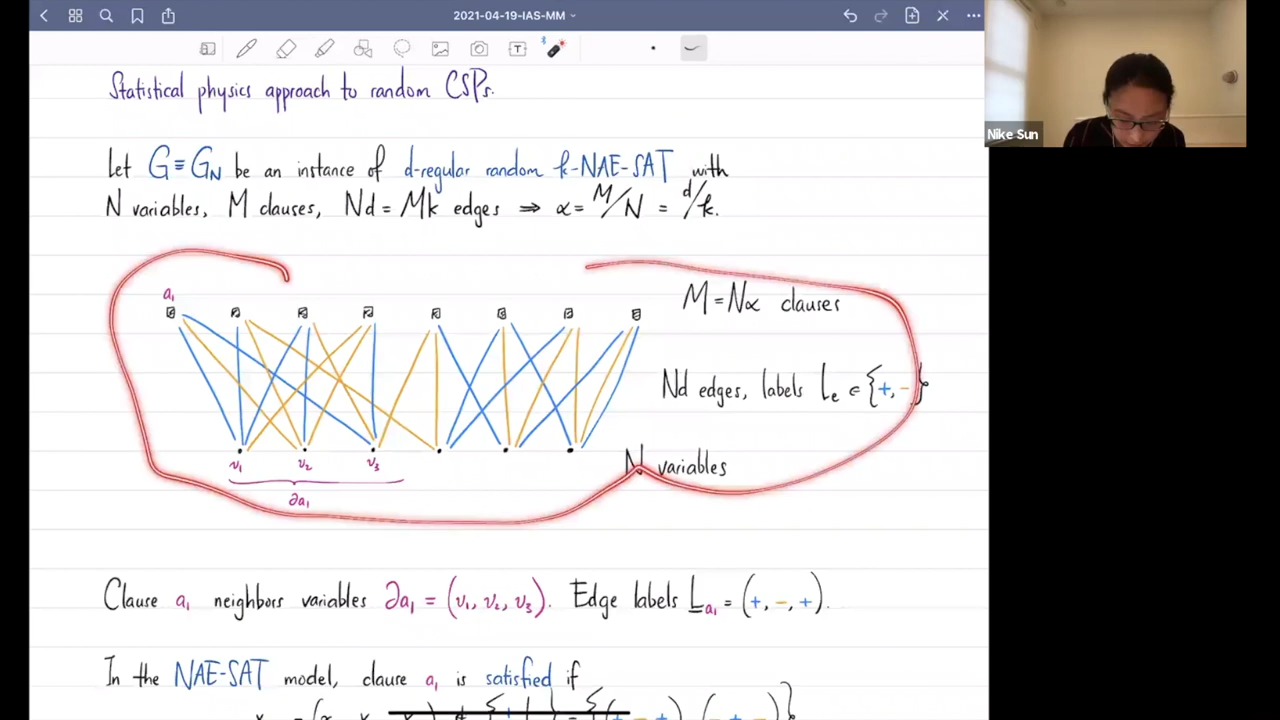 2021-04-19-IAS-MM
Nike Sun
Statistical physics approach to random CSPs.
Let G≡G_N be an instance of d-regular random k-NAE-SAT with
N variables, M clauses, Nd = Mk edges ⇒ α = M/N = d/k.
a₁
M = Nα clauses
Nd edges, labels L_e ∈ {+, -}
v₁ v₂ v₃
N variables
∂a₁
Clause a₁ neighbors variables ∂a₁ = (v₁, v₂, v₃). Edge labels L_a₁ = (+, -, +).
In the NAE-SAT model, clause a₁ is satisfied if